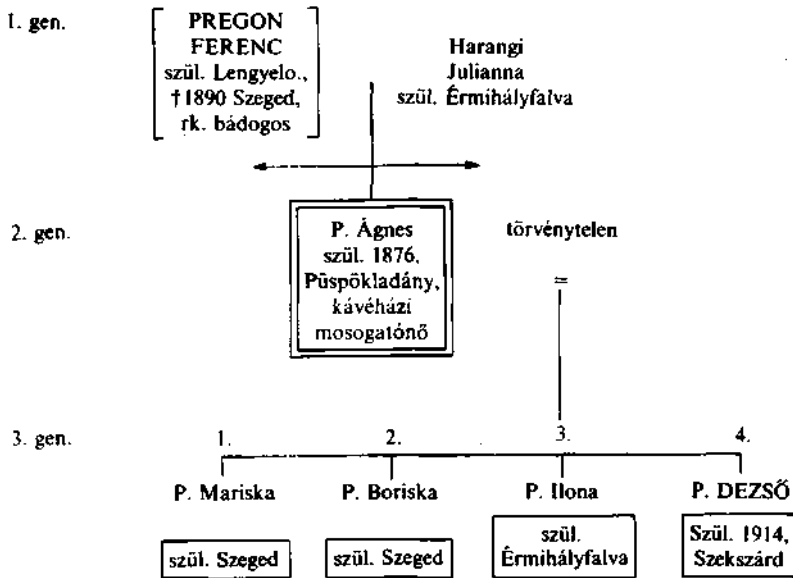 1. gen.
PREGON
FERENC
szül. Lengyelo.,
†1890 Szeged,
rk. bádogos
Harangi
Julianna
szül. Érmihályfalva
2. gen.
P. Ágnes
szül. 1876,
Püspökladány,
kávéházi
mosogatónő
törvénytelen
=
3. gen.
1.
2.
3.
4.
P. Mariska
P. Boriska
P. Ilona
P. DEZSŐ
szül. Szeged
szül. Szeged
szül.
Érmihályfalva
Szül. 1914,
Szekszárd